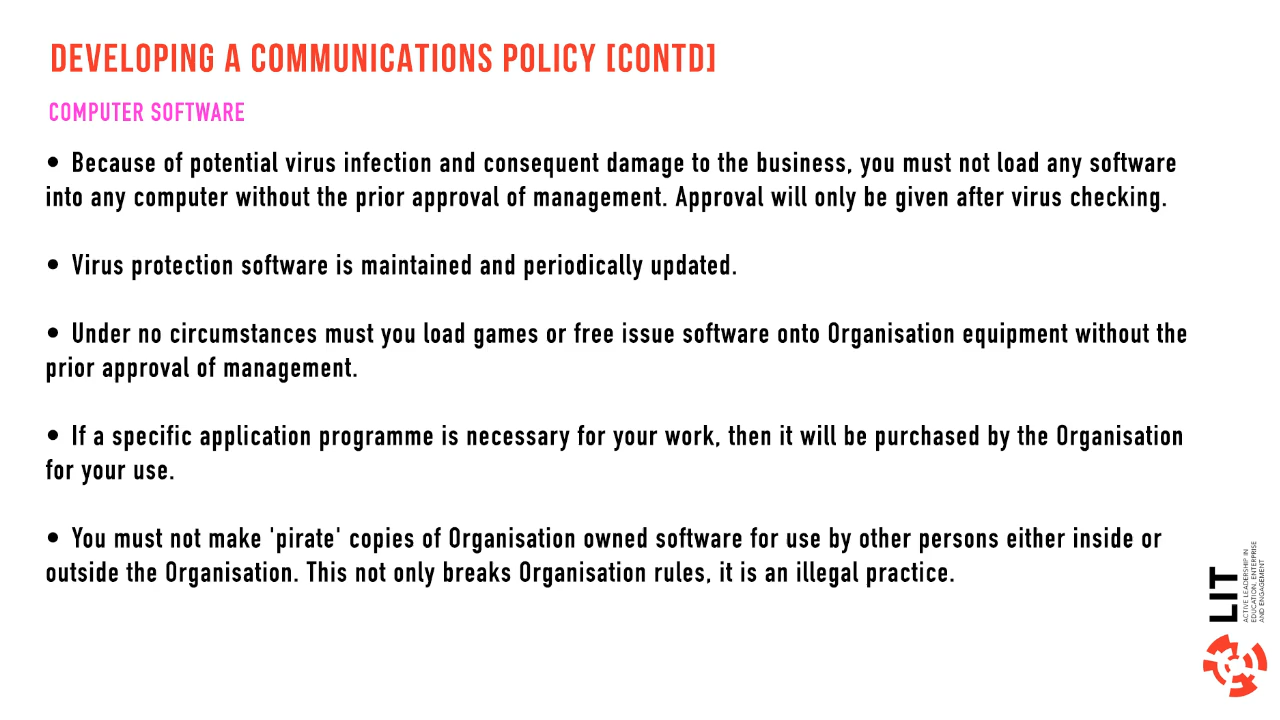 DEVELOPING A COMMUNICATIONS POLICY [CONTD]
COMPUTER SOFTWARE
• Because of potential virus infection and consequent damage to the business, you must not load any software
into any computer without the prior approval of management. Approval will only be given after virus checking.
• Virus protection software is maintained and periodically updated.
• Under no circumstances must you load games or free issue software onto Organisation equipment without the
prior approval of management.
• If a specific application programme is necessary for your work, then it will be purchased by the Organisation
for your use.
• You must not make 'pirate' copies of Organisation owned software for use by other persons either inside or
outside the Organisation. This not only breaks Organisation rules, it is an illegal practice.
LIT
ACTIVE LEADERSHIP IN
EDUCATION, ENTERPRISE
AND ENGAGEMENT